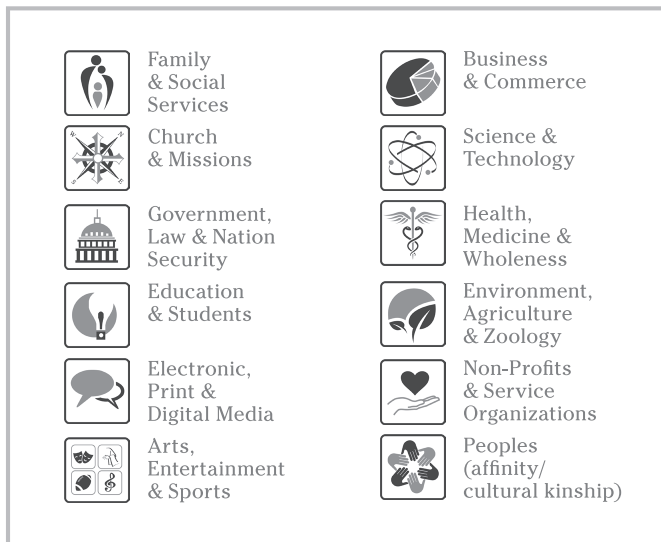 Family
& Social
Services
Church
& Missions
Government,
Law & Nation
Security
Education
& Students
Electronic,
Print &
Digital Media
Arts,
Entertainment
& Sports
Business
& Commerce
Science &
Technology
Health,
Medicine &
Wholeness
Environment,
Agriculture
& Zoology
Non-Profits
& Service
Organizations
Peoples
(affinity/
cultural kinship)